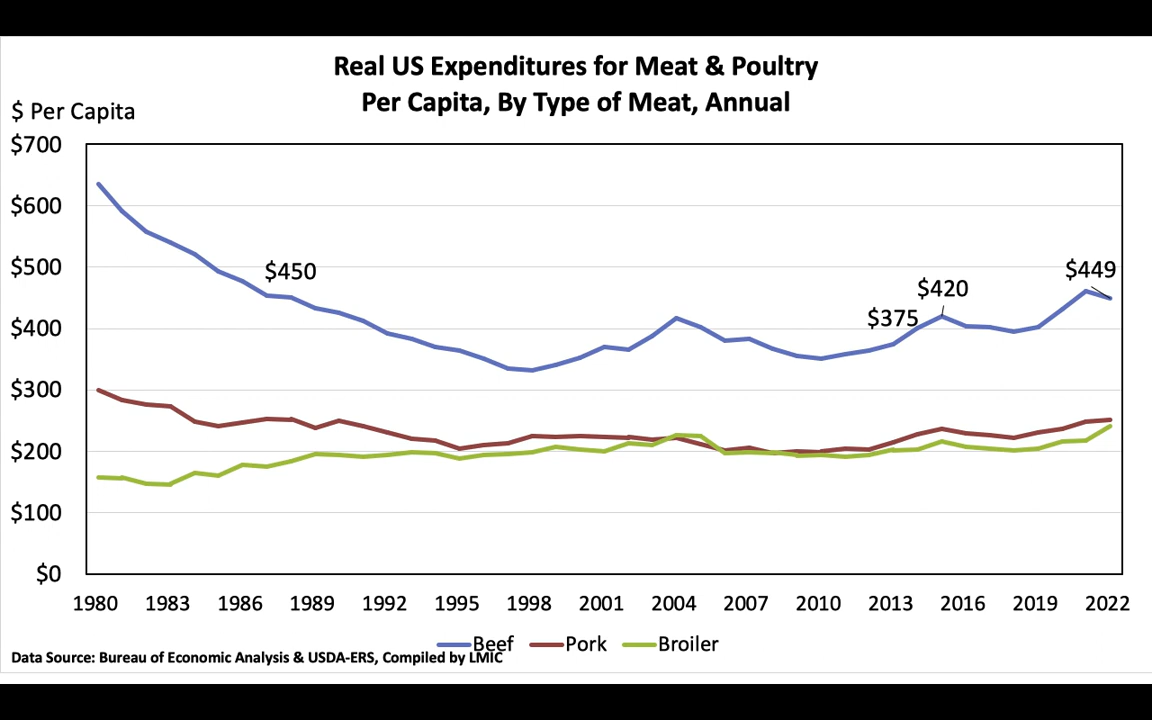 Real US Expenditures for Meat & Poultry
Per Capita, By Type of Meat, Annual
$ Per Capita
$700
$600
$500
$400
$300
$200
$100
$0
$450
$375
$420
$449
1980 1983 1986 1989 1992 1995 1998 2001 2004 2007 2010 2013 2016 2019 2022
Beef Pork Broiler
Data Source: Bureau of Economic Analysis & USDA-ERS, Compiled by LMIC